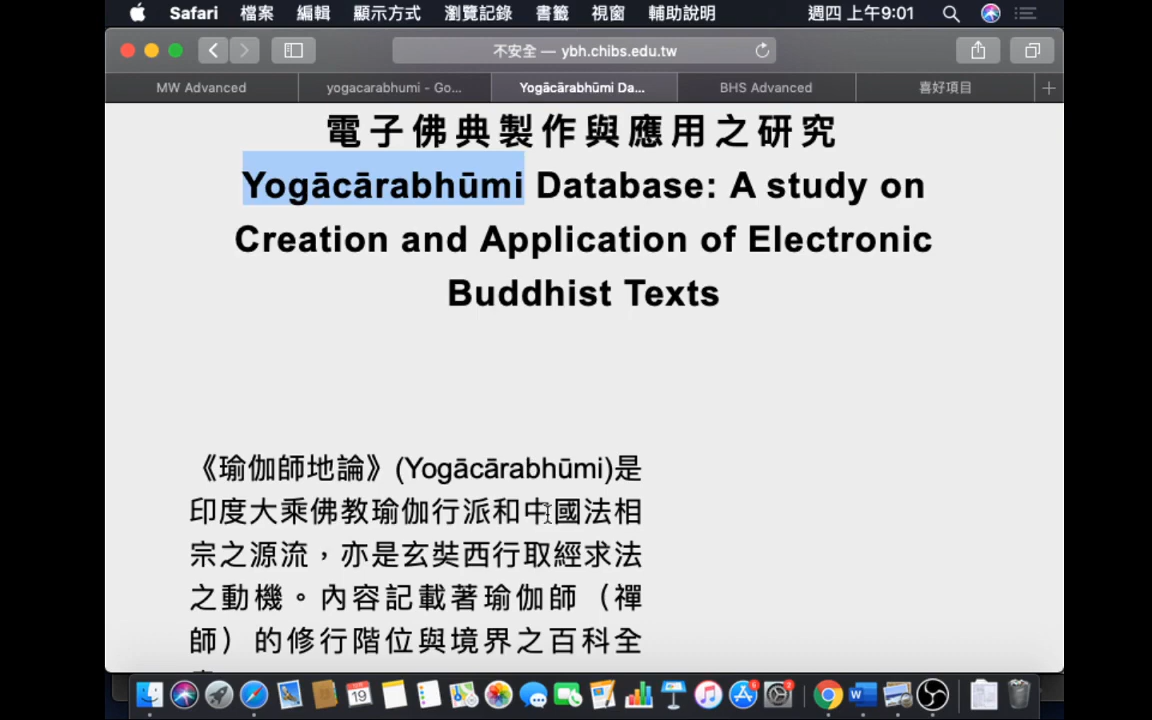 Safari 檔案 編輯 顯示方式 瀏覽記錄 書籤 視窗 輔助說明 週四 上午9:01
不安全 — ybh.chibs.edu.tw
MW Advanced yogacarabhumi - Go... Yogācārabhūmi Da... BHS Advanced 喜好項目
電子佛典製作與應用之研究
Yogācārabhūmi Database: A study on
Creation and Application of Electronic
Buddhist Texts
《瑜伽師地論》(Yogācārabhūmi)是
印度大乘佛教瑜伽行派和中國法相
宗之源流，亦是玄奘西行取經求法
之動機。內容記載著瑜伽師（禪
師）的修行階位與境界之百科全
19